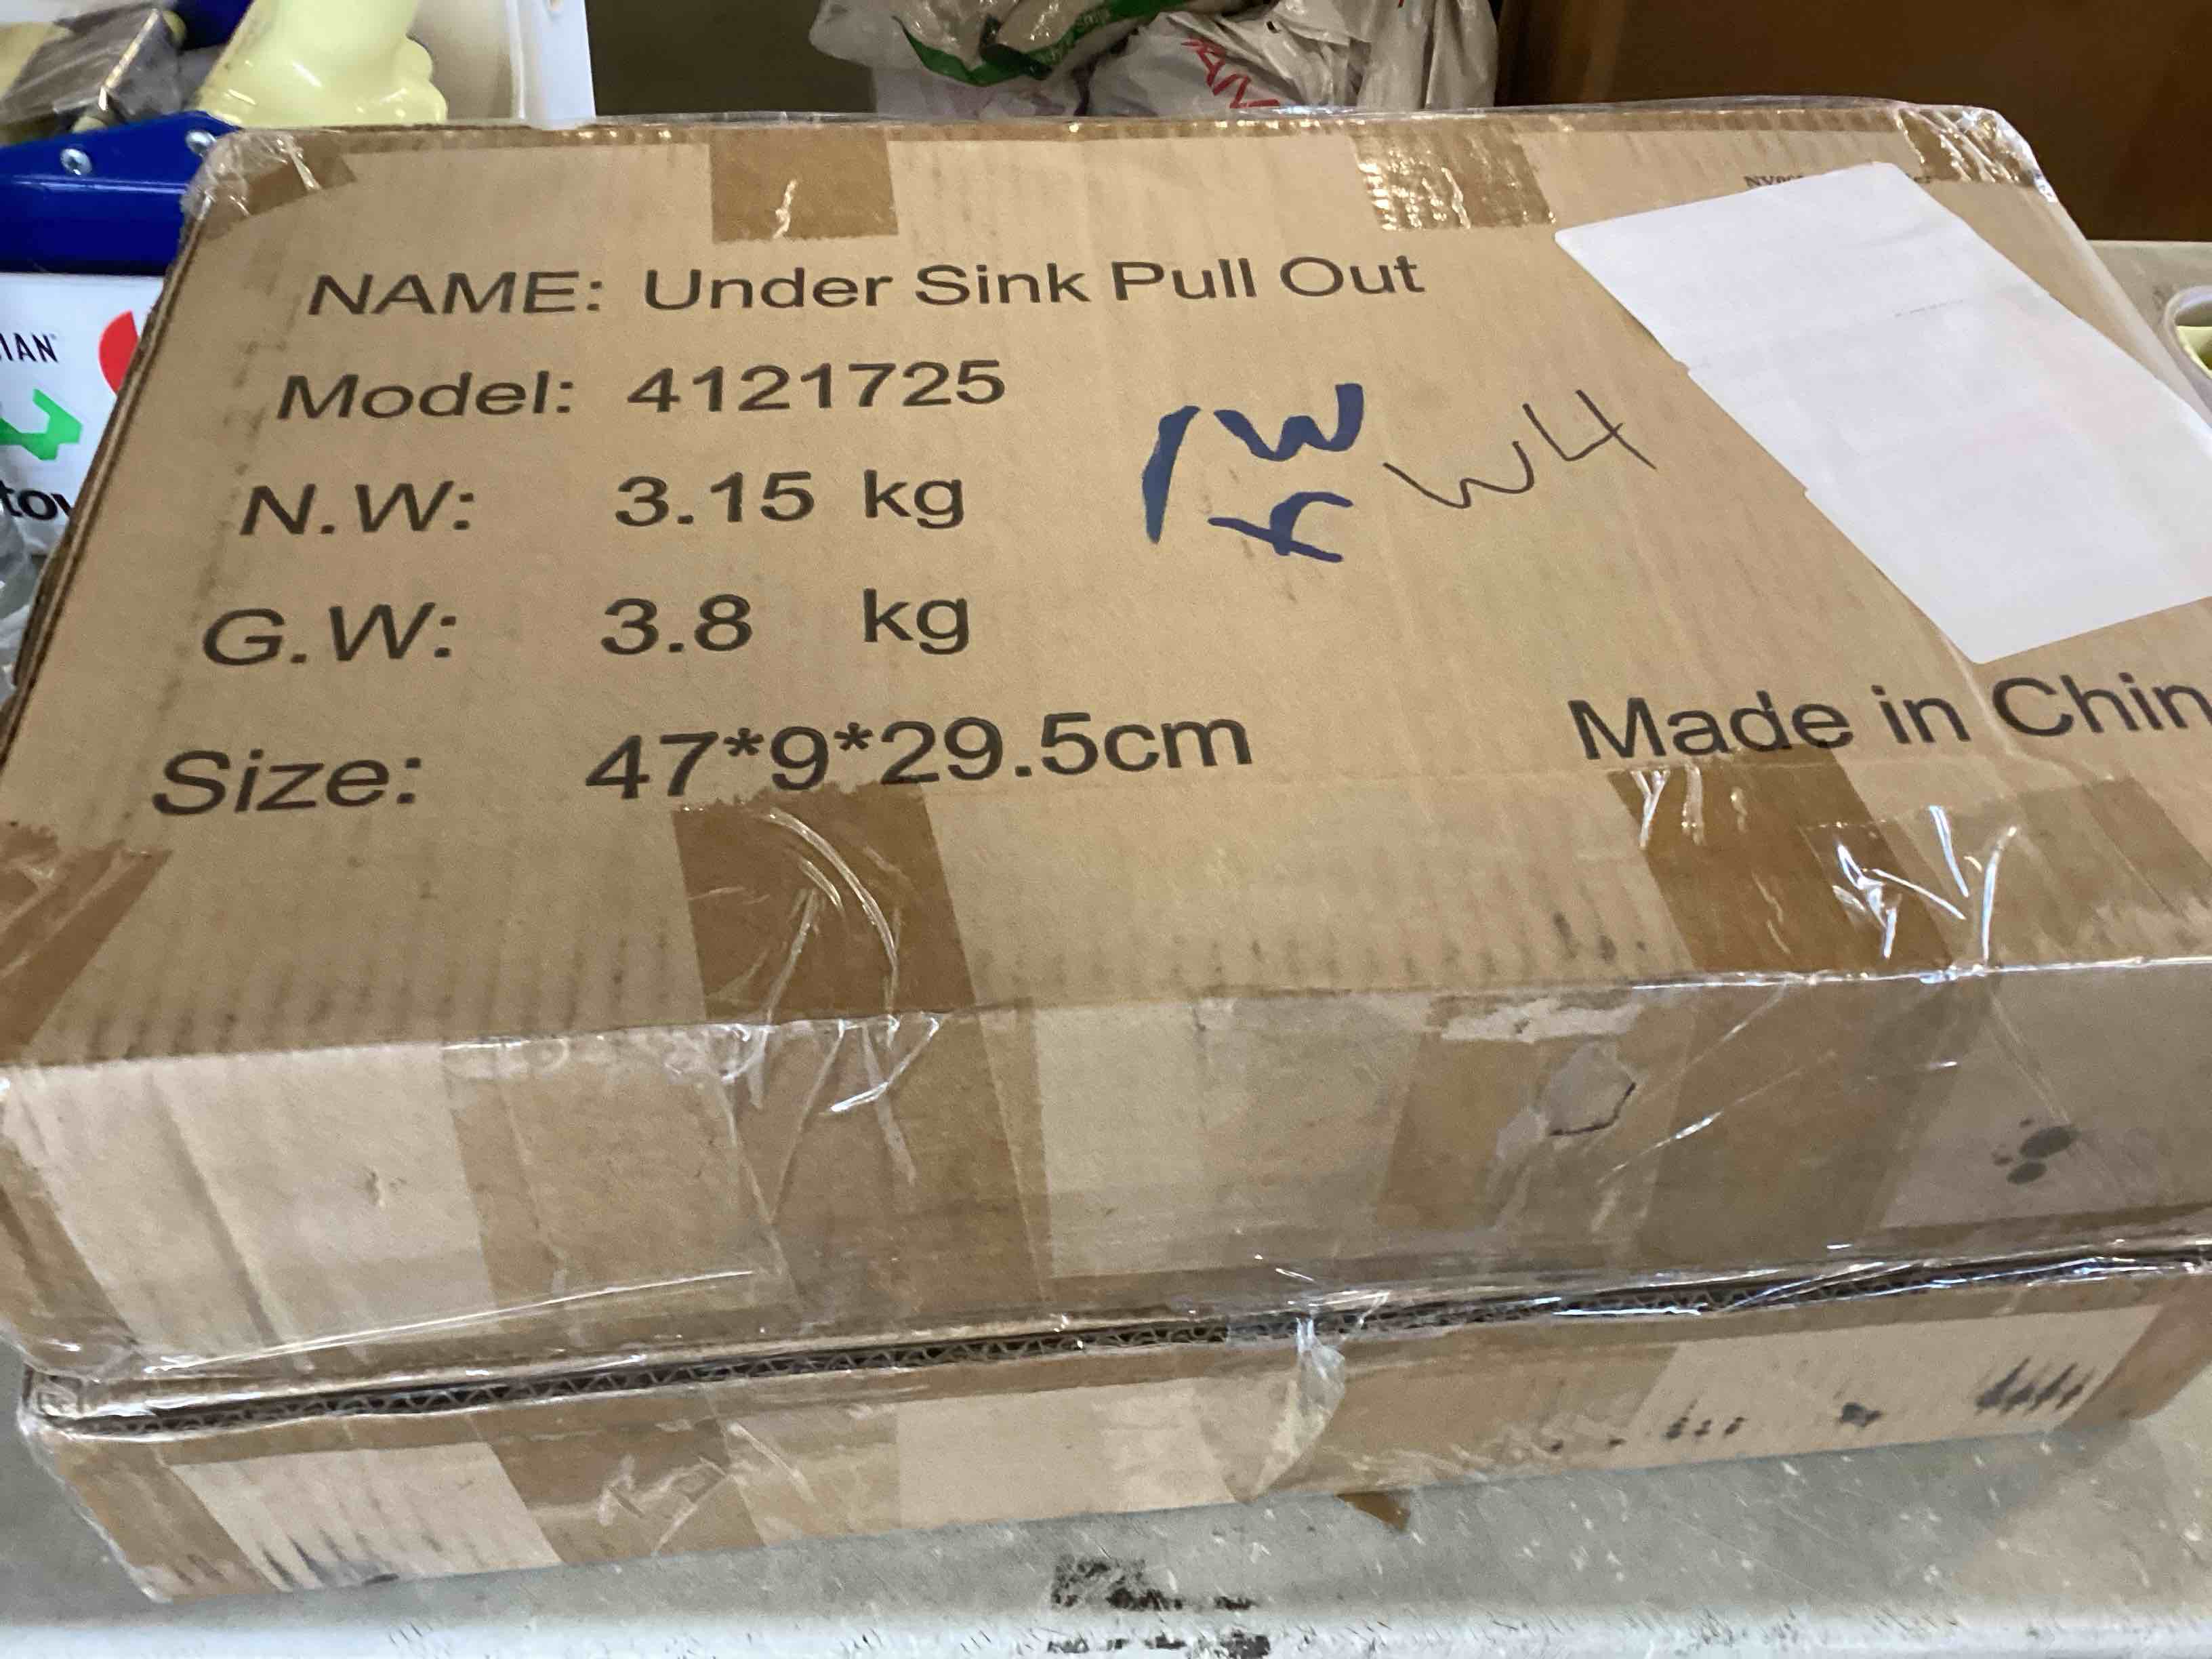 NAME: Under Sink Pull Out
Model: 4121725
N.W: 3.15 kg
W4
G.W: 3.8 kg
Size: 47*9*29.5cm
Made in Chin